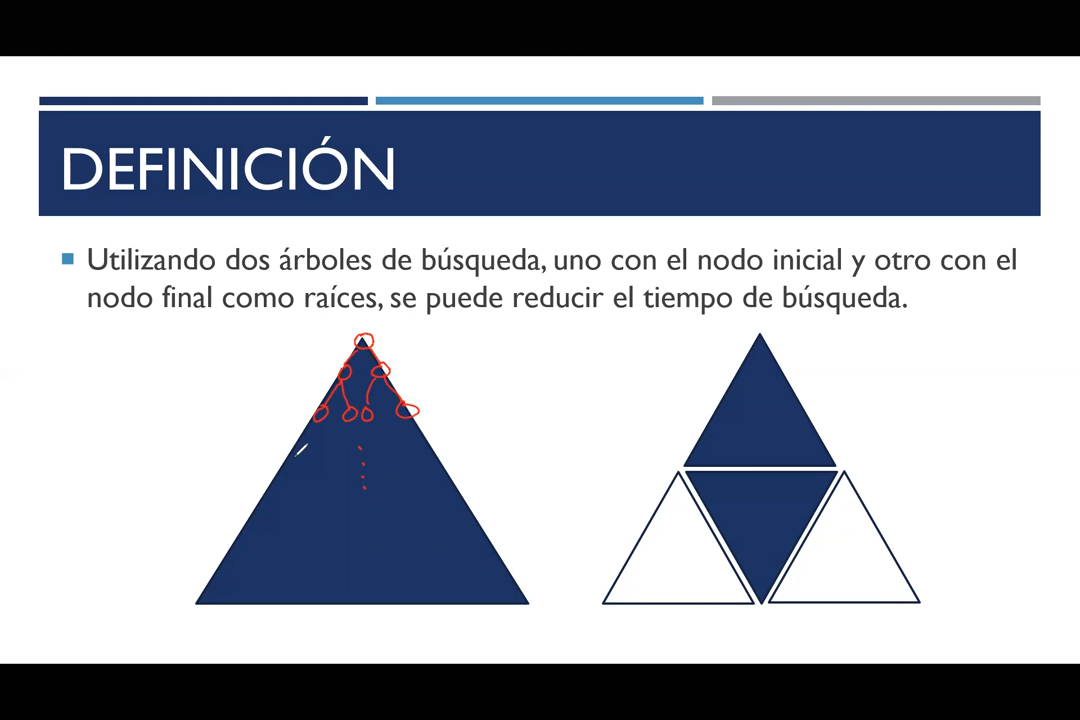 DEFINICIÓN
Utilizando dos árboles de búsqueda, uno con el nodo inicial y otro con el
nodo final como raíces, se puede reducir el tiempo de búsqueda.